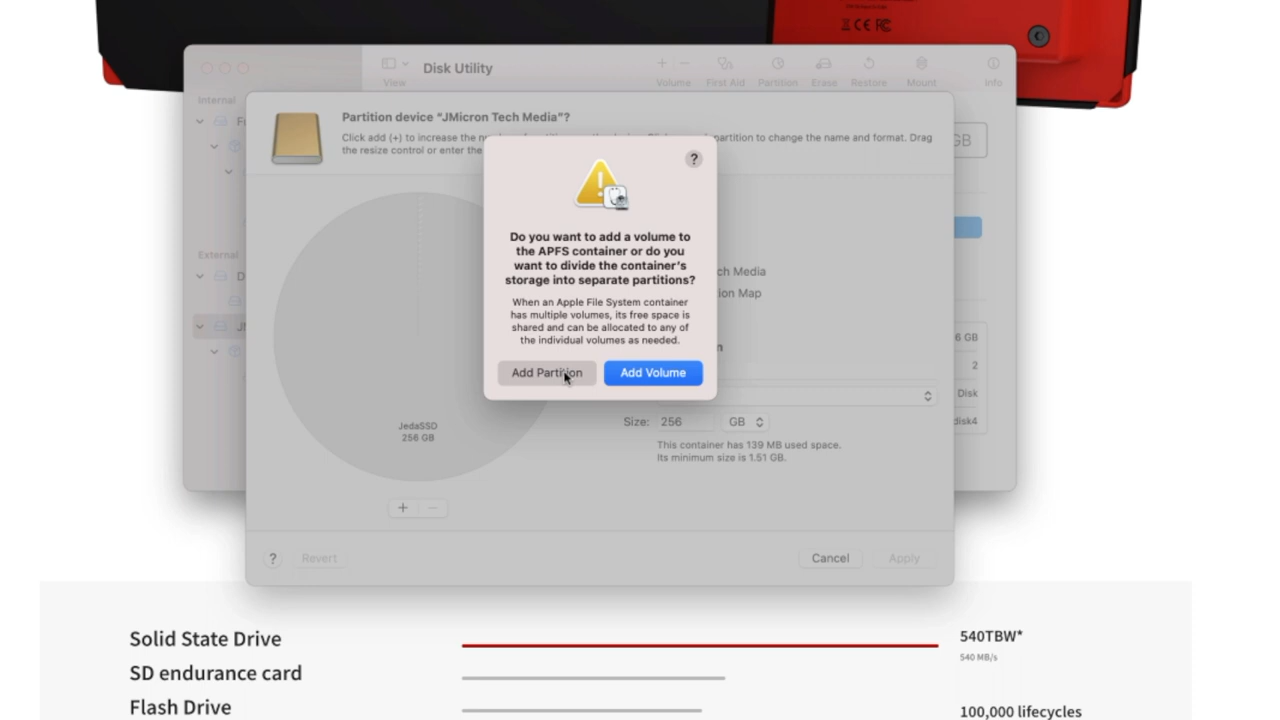 Disk Utility
View
Volume
First Aid
Partition
Erase
Restore
Mount
Info
Internal
External
Partition device “JMicron Tech Media”?
Click add (+) to increase the
partition to change the name and format. Drag
the resize control or enter the
GB
?
Do you want to add a volume to
the APFS container or do you
want to divide the container’s
storage into separate partitions?
When an Apple File System container
has multiple volumes, its free space is
shared and can be allocated to any of
the individual volumes as needed.
Add Partition
Add Volume
Media
Map
6 GB
2
Disk
disk4
JedaSSD
256 GB
Size: 256 GB
This container has 139 MB used space.
Its minimum size is 1.51 GB.
+ −
? Revert
Cancel
Apply
Solid State Drive
540TBW*
540 MB/s
SD endurance card
Flash Drive
100,000 lifecycles